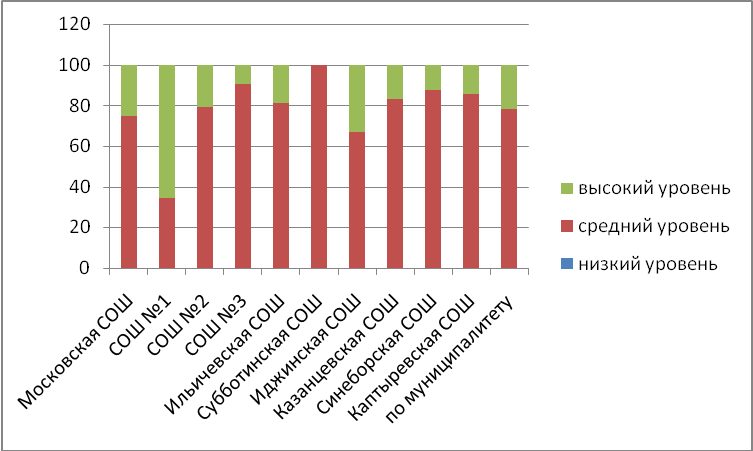 120
100
80
60
40
20
0
Московская СОШ
СОШ №1
СОШ №2
СОШ №3
Ильичевская СОШ
Субботинская СОШ
Иджинская СОШ
Казанцевская СОШ
Синеборская СОШ
Каптыревская СОШ
по муниципалитету
высокий уровень
средний уровень
низкий уровень